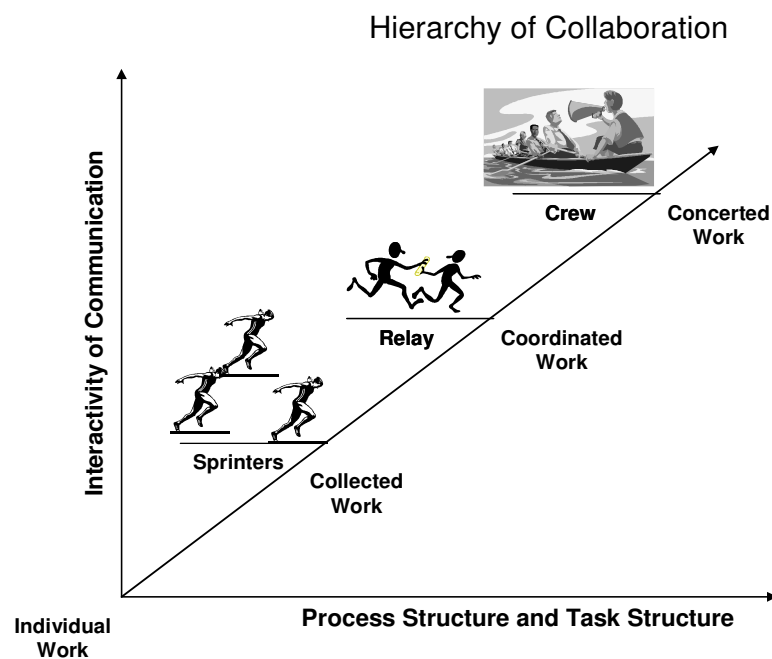 Hierarchy of Collaboration
Interactivity of Communication
Crew
Concerted
Work
Relay
Coordinated
Work
Sprinters
Collected
Work
Process Structure and Task Structure
Individual
Work